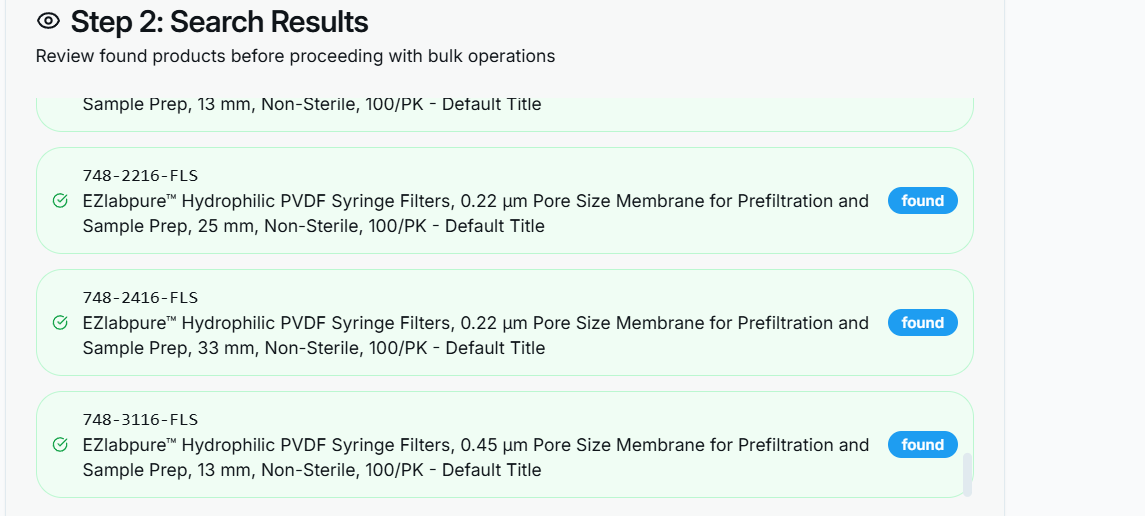 Step 2: Search Results
Review found products before proceeding with bulk operations
Sample Prep, 13 mm, Non-Sterile, 100/PK - Default Title
748-2216-FLS
EZlabpure™ Hydrophilic PVDF Syringe Filters, 0.22 μm Pore Size Membrane for Prefiltration and
Sample Prep, 25 mm, Non-Sterile, 100/PK - Default Title
found
748-2416-FLS
EZlabpure™ Hydrophilic PVDF Syringe Filters, 0.22 μm Pore Size Membrane for Prefiltration and
Sample Prep, 33 mm, Non-Sterile, 100/PK - Default Title
found
748-3116-FLS
EZlabpure™ Hydrophilic PVDF Syringe Filters, 0.45 μm Pore Size Membrane for Prefiltration and
Sample Prep, 13 mm, Non-Sterile, 100/PK - Default Title
found